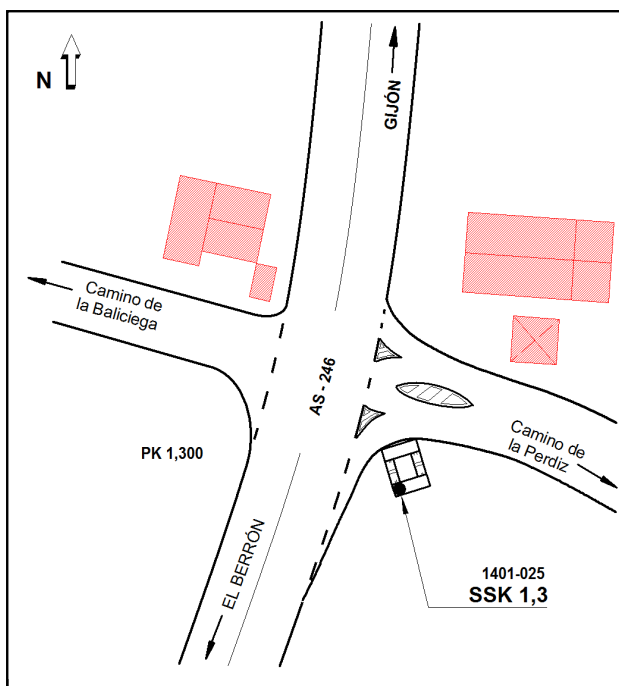 N
GIJÓN
Camino de
la Baliciega
AS - 246
Camino de
la Perdiz
PK 1,300
EL BERRÓN
1401-025
SSK 1,3